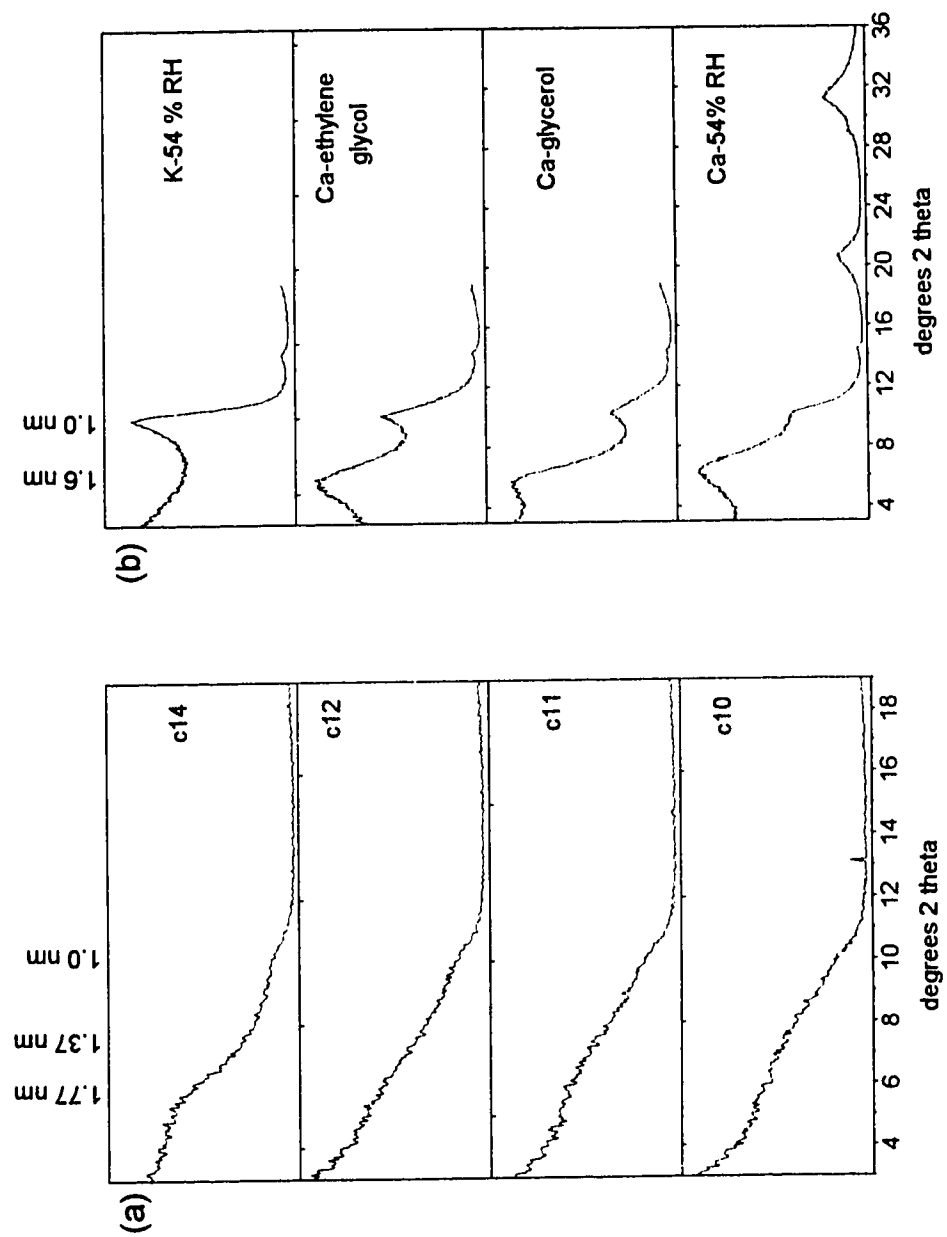 (a)
1.77 nm
1.37 nm
1.0 nm
c14
c12
c11
c10
4
6
8
10
12
14
16
18
degrees 2 theta
(b)
1.6 nm
1.0 nm
K-54 % RH
Ca-ethylene
glycol
Ca-glycerol
Ca-54% RH
4
8
12
16
20
24
28
32
36
degrees 2 theta